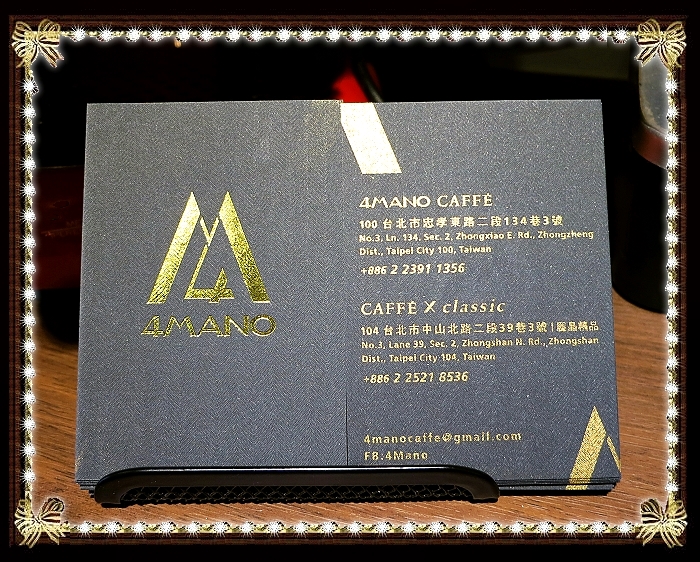 4MANO
4MANO CAFFÈ
100 台北市忠孝東路二段134巷3號
No.3, Ln. 134, Sec. 2, Zhongxiao E. Rd., Zhongzheng
Dist., Taipei City 100, Taiwan
+886 2 2391 1356
CAFFÈ X classic
104 台北市中山北路二段39巷3號 | 麗晶精品
No.3, Lane 39, Sec. 2, Zhongshan N. Rd., Zhongshan
Dist., Taipei City 104, Taiwan
+886 2 2521 8536
4manocaffe@gmail.com
FB:4Mano